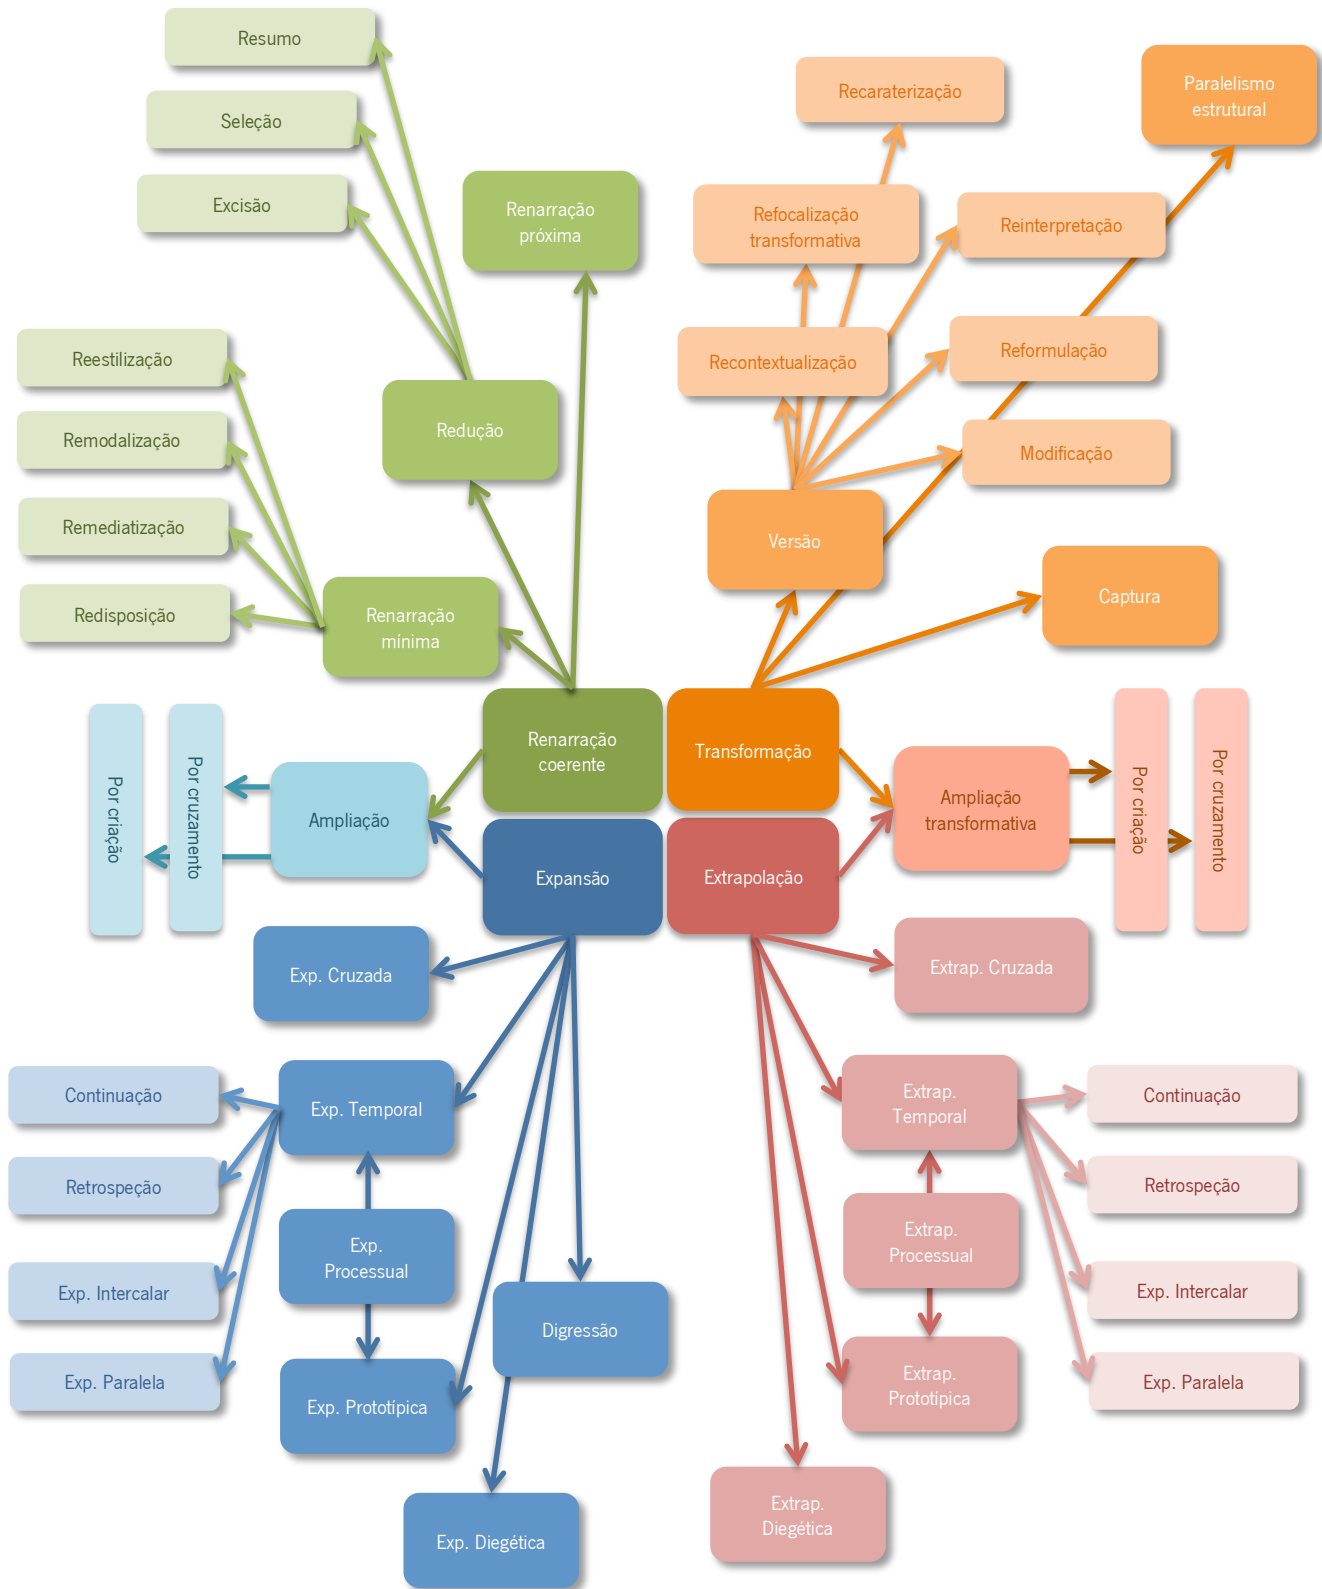 Resumo
Seleção
Excisão
Renarração
próxima
Reestilização
Remodalização
Remediatização
Redisposição
Redução
Renarração
mínima
Recaraterização
Paralelismo
estrutural
Refocalização
transformativa
Reinterpretação
Recontextualização
Reformulação
Modificação
Versão
Captura
Renarração
coerente
Transformação
Por criação
Por cruzamento
Ampliação
Ampliação
transformativa
Por criação
Por cruzamento
Expansão
Extrapolação
Exp. Cruzada
Exp. Temporal
Continuação
Retrospeção
Exp. Intercalar
Exp. Paralela
Exp.
Processual
Exp. Prototípica
Digressão
Exp. Diegética
Extrap. Cruzada
Extrap.
Temporal
Continuação
Retrospeção
Exp. Intercalar
Exp. Paralela
Extrap.
Processual
Extrap.
Prototípica
Extrap.
Diegética